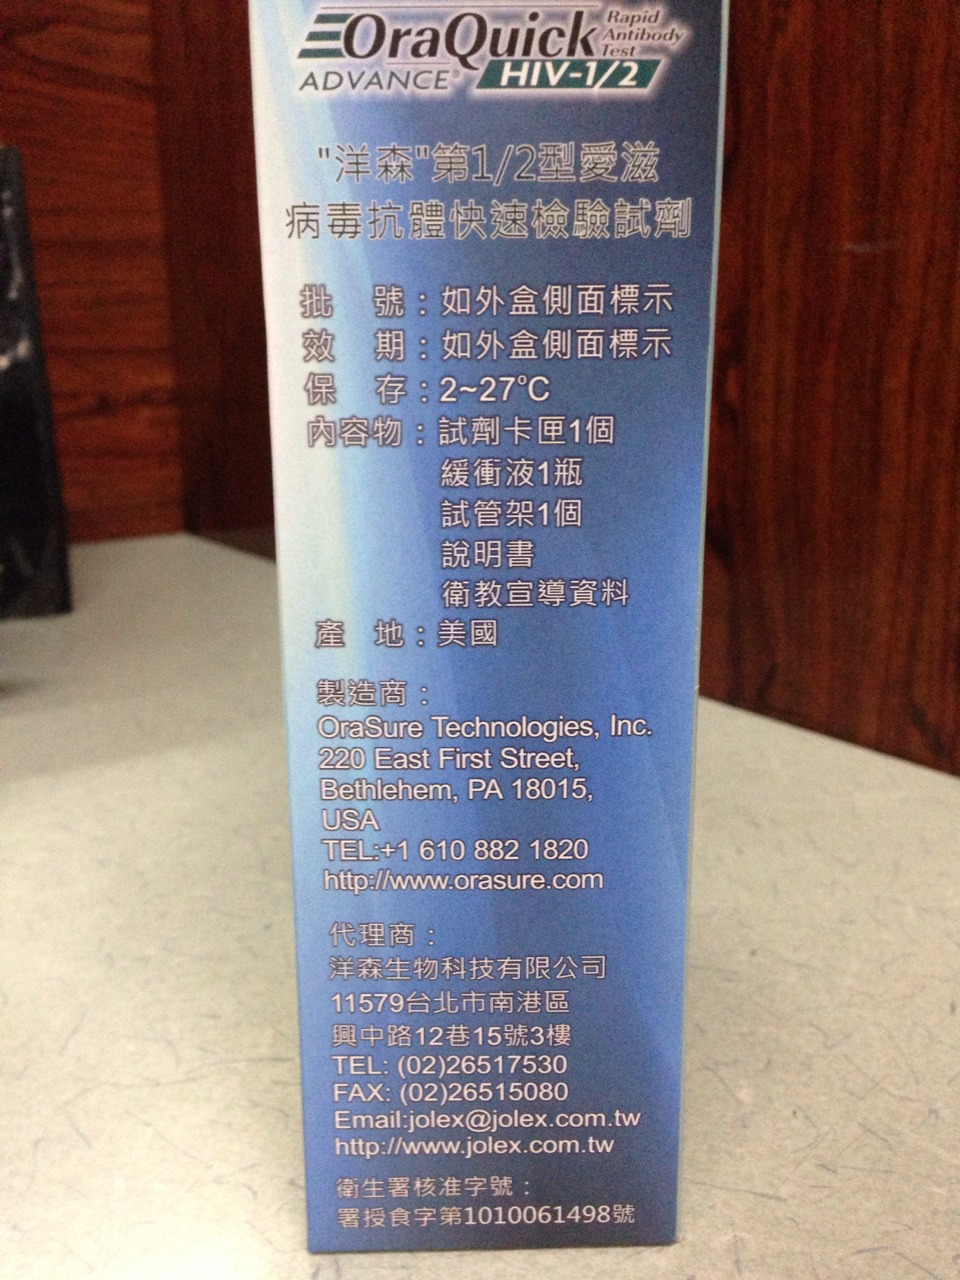 OraQuick Rapid Antibody Test
ADVANCE® HIV-1/2
"洋森"第1/2型愛滋
病毒抗體快速檢驗試劑
批　號：如外盒側面標示
效　期：如外盒側面標示
保　存：2~27°C
內容物：試劑卡匣1個
緩衝液1瓶
試管架1個
說明書
衛教宣導資料
產　地：美國
製造商：
OraSure Technologies, Inc.
220 East First Street,
Bethlehem, PA 18015,
USA
TEL:+1 610 882 1820
http://www.orasure.com
代理商：
洋森生物科技有限公司
11579台北市南港區
興中路12巷15號3樓
TEL: (02)26517530
FAX: (02)26515080
Email:jolex@jolex.com.tw
http://www.jolex.com.tw
衛生署核准字號：
署授食字第1010061498號